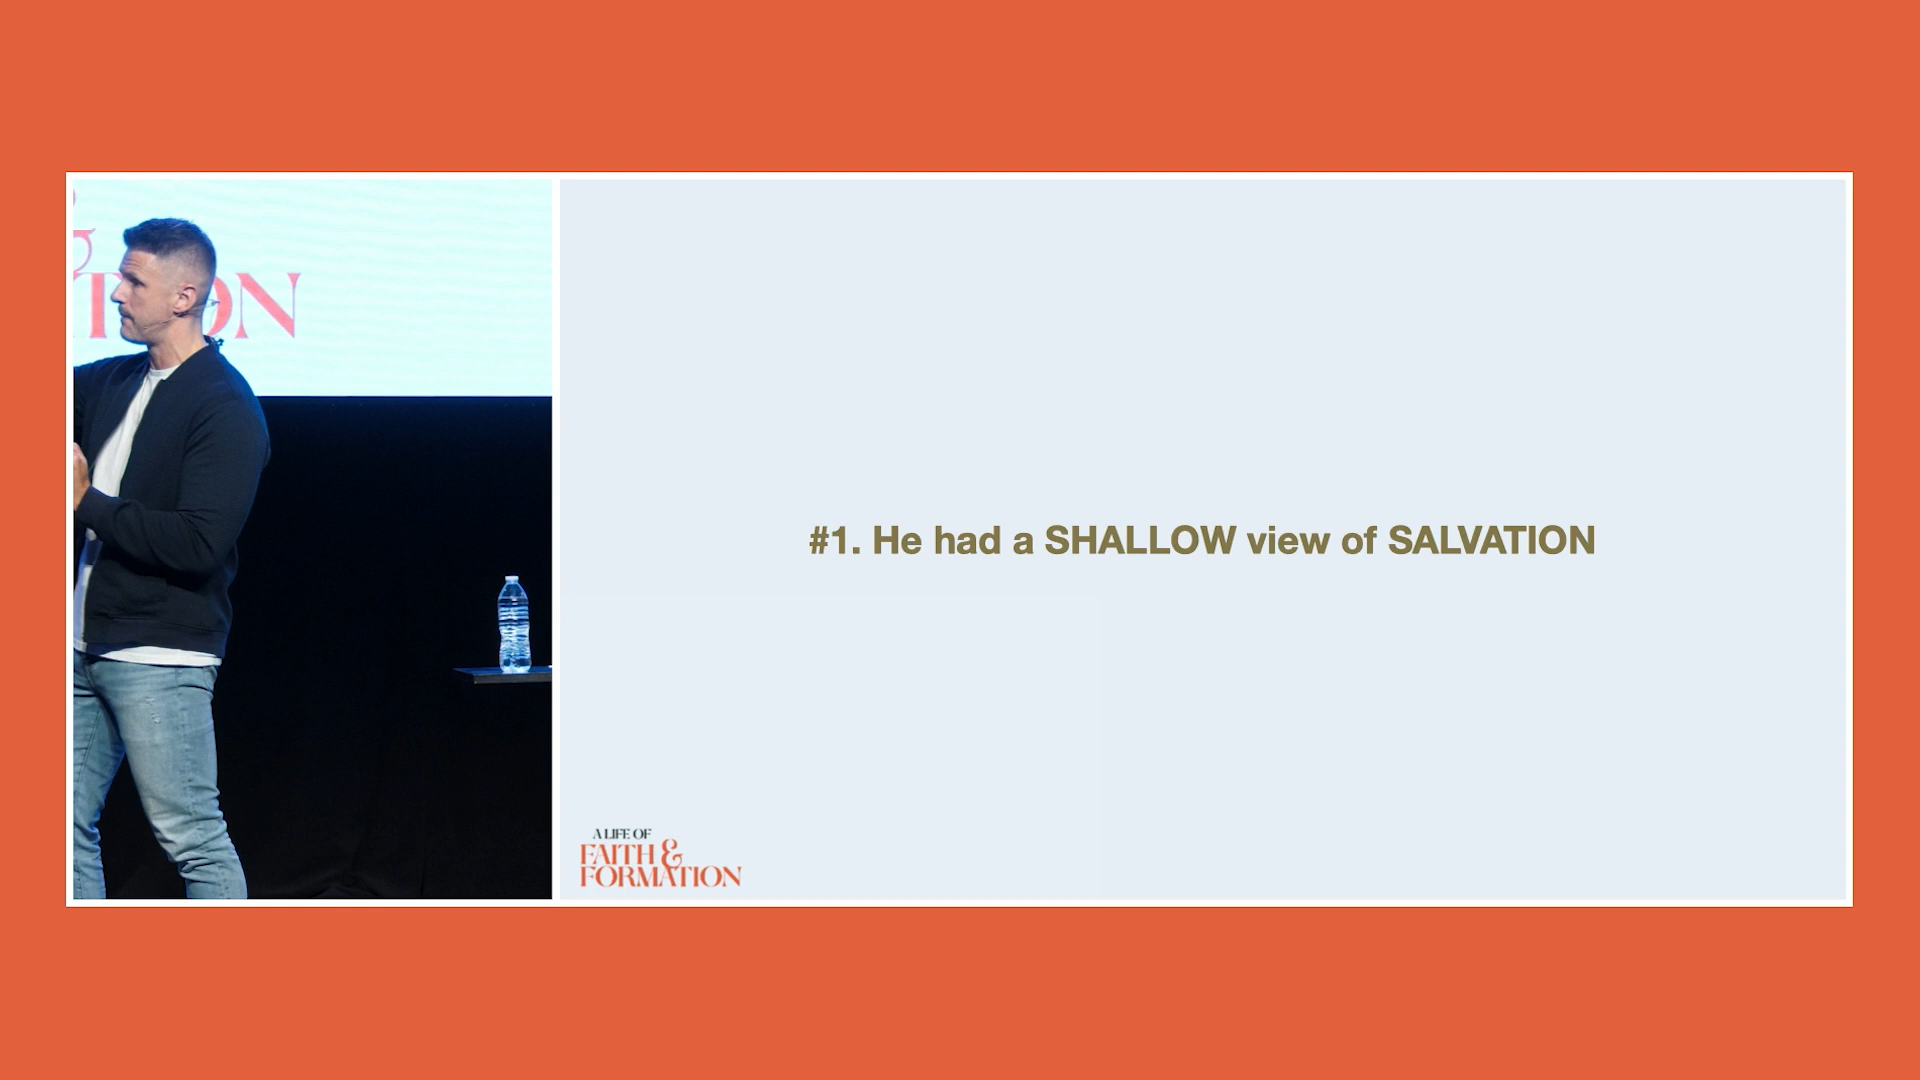 #1. He had a SHALLOW view of SALVATION
A LIFE OF
FAITH &
FORMATION